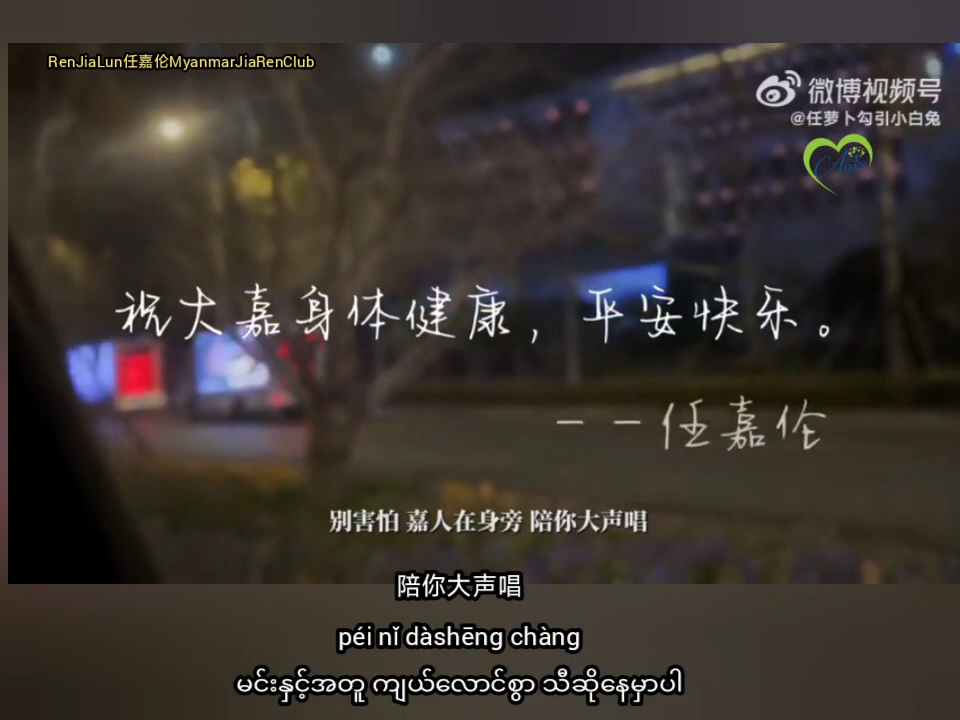 RenJiaLun任嘉伦MyanmarJiaRenClub
微博视频号
@任萝卜勾引小白兔
祝大嘉身体健康，平安快乐。
——任嘉伦
别害怕 嘉人在身旁 陪你大声唱
陪你大声唱
péi nǐ dàshēng chàng
မင်းနှင့်အတူ ကျယ်လောင်စွာ သီဆိုနေမှာပါ